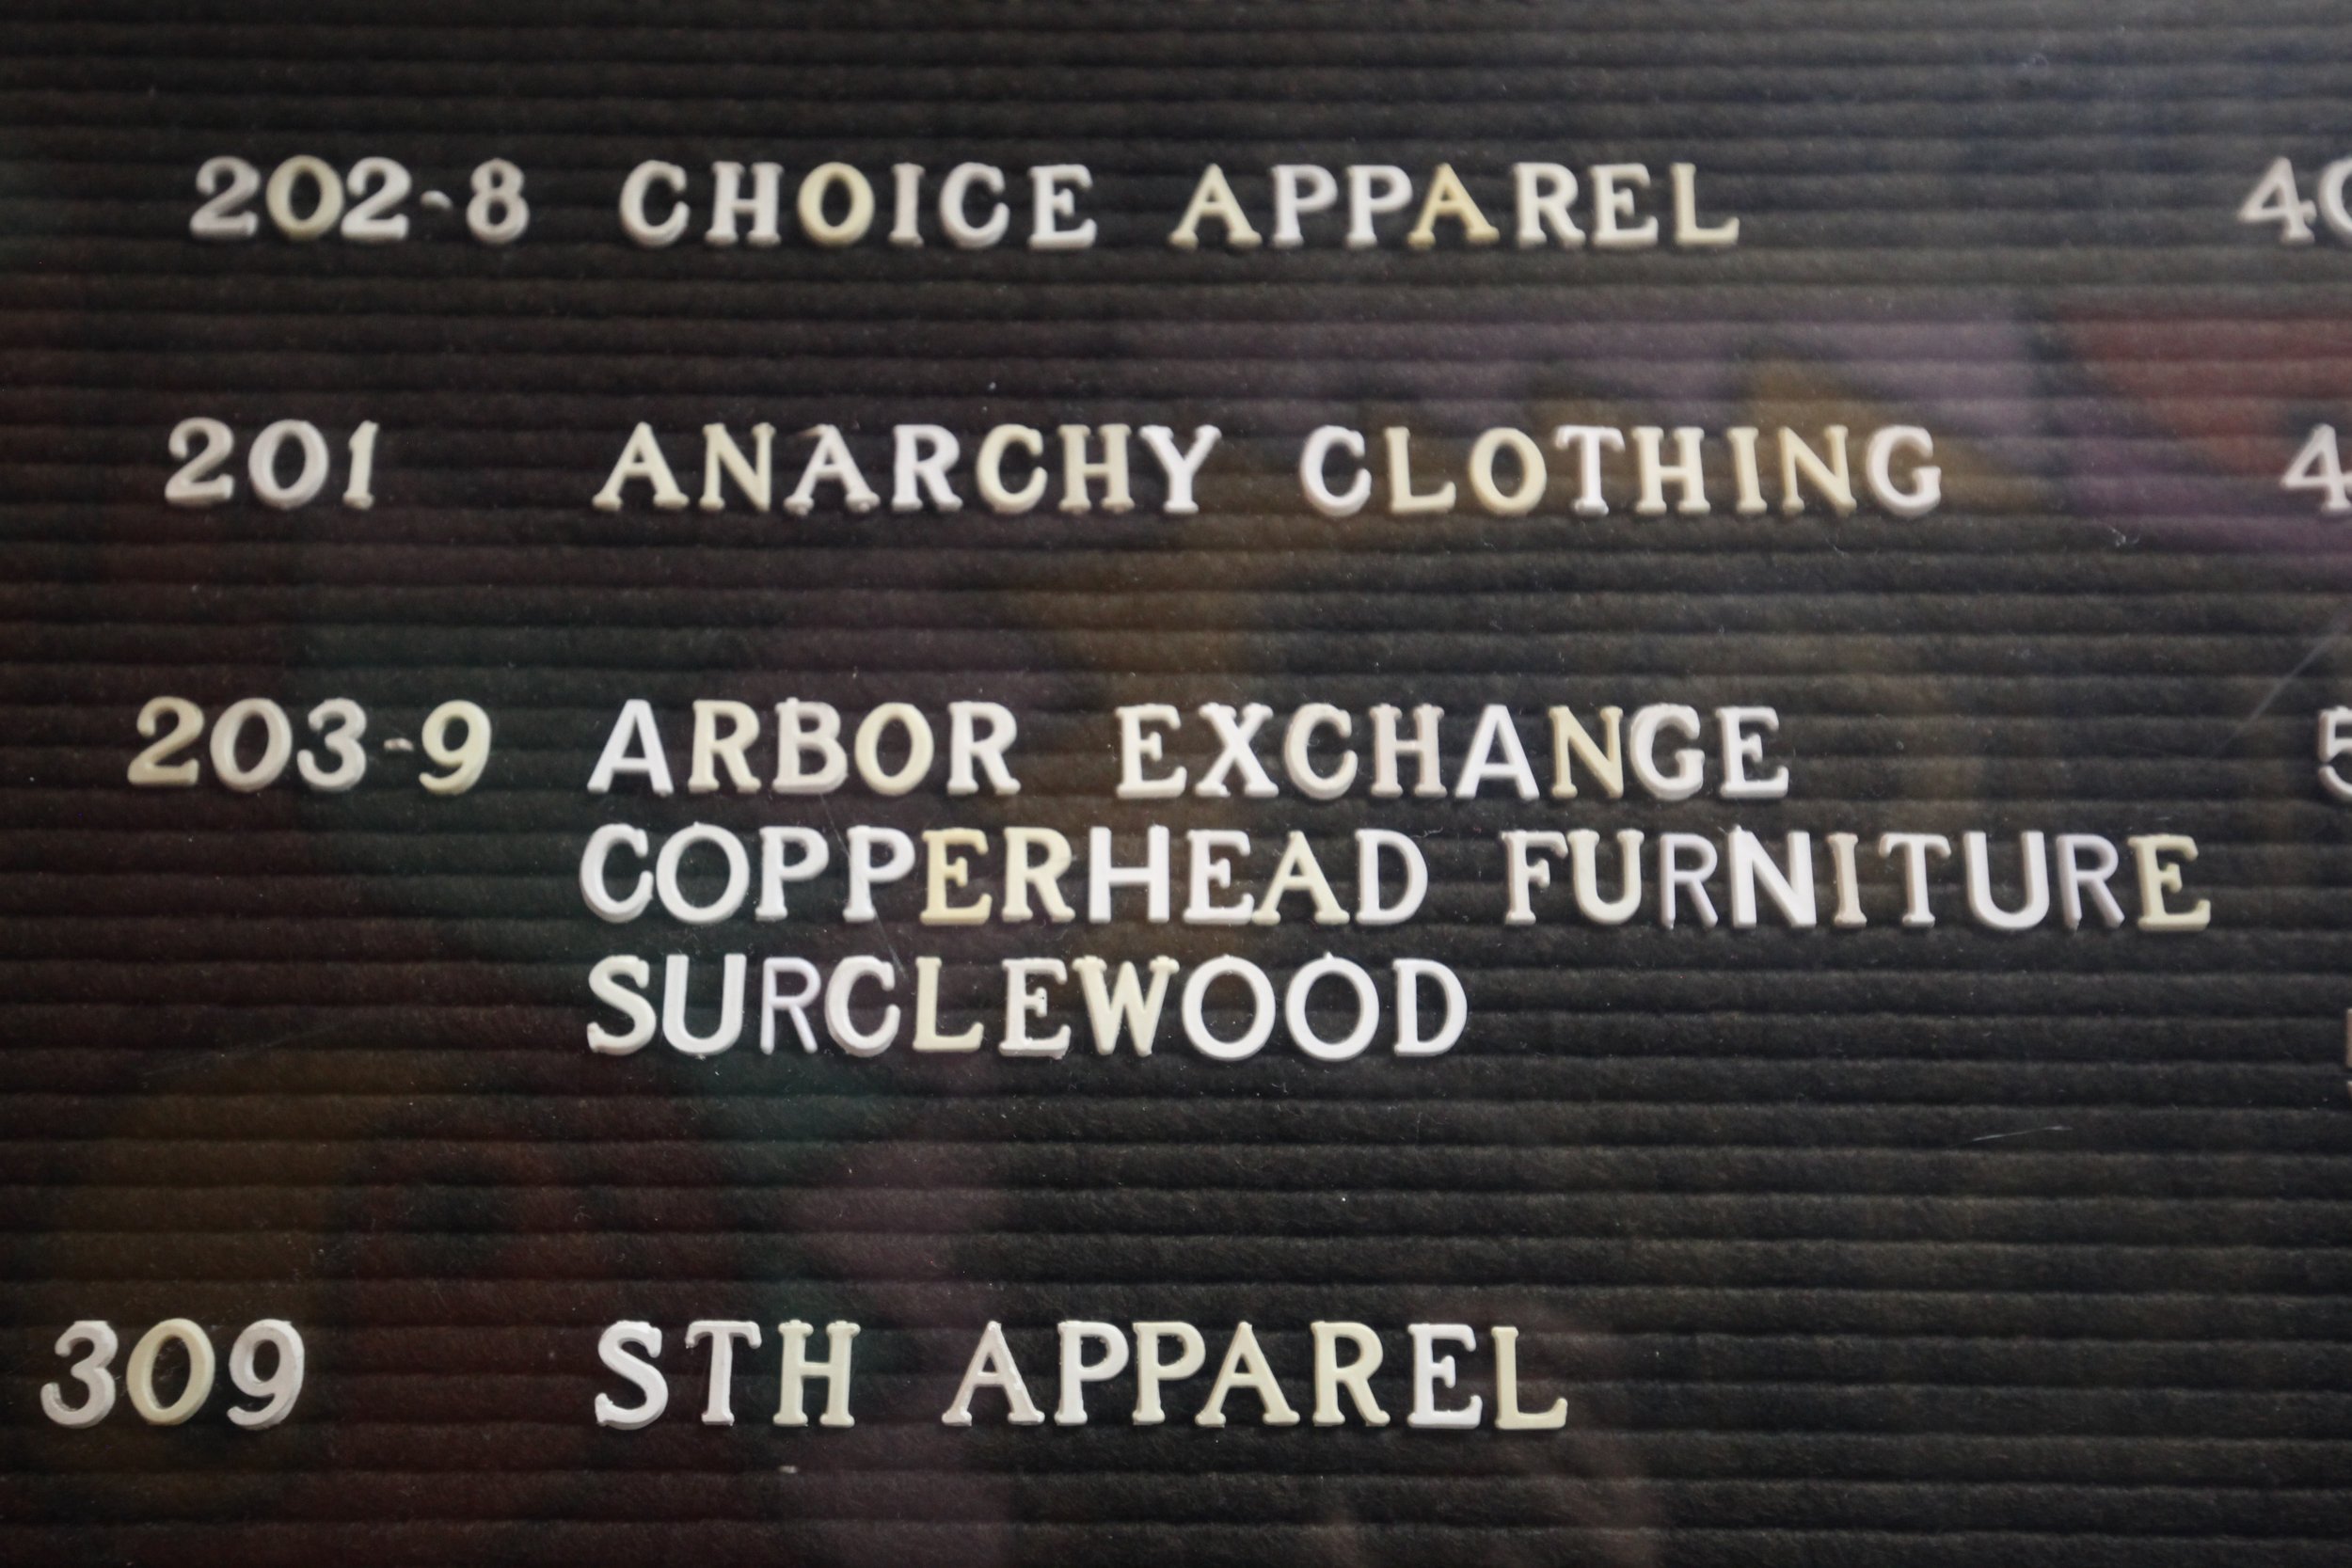 202-8 CHOICE APPAREL
201 ANARCHY CLOTHING
203-9 ARBOR EXCHANGE
COPPERHEAD FURNITURE
SURCLEWOOD
309 STH APPAREL